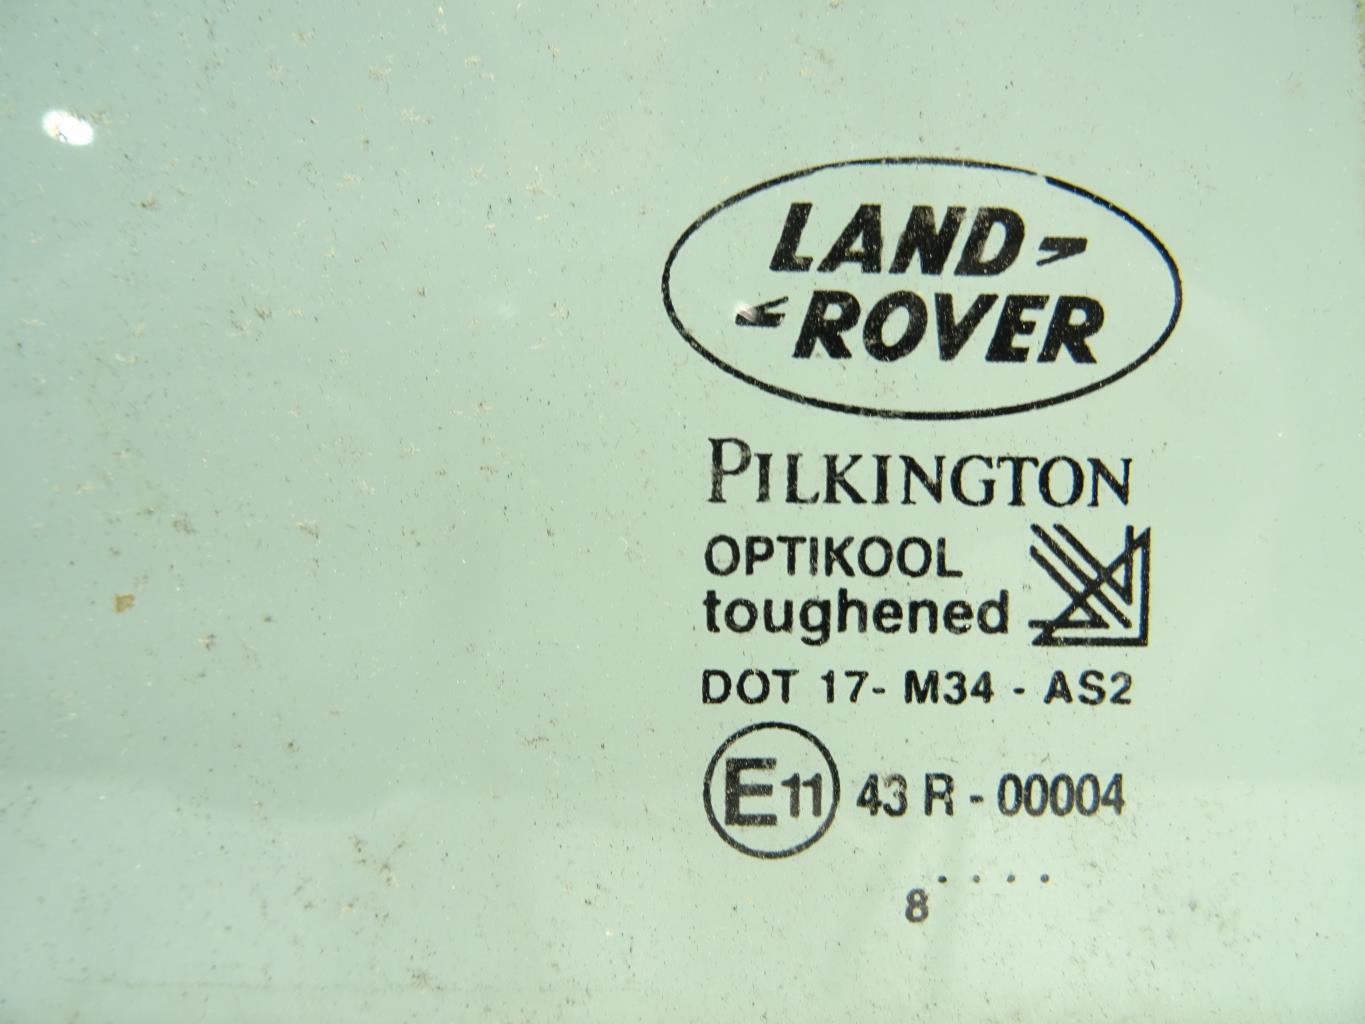 LAND
ROVER
PILKINGTON
OPTIKOOL
toughened
DOT 17- M34 - AS2
E11 43 R - 00004
....
8